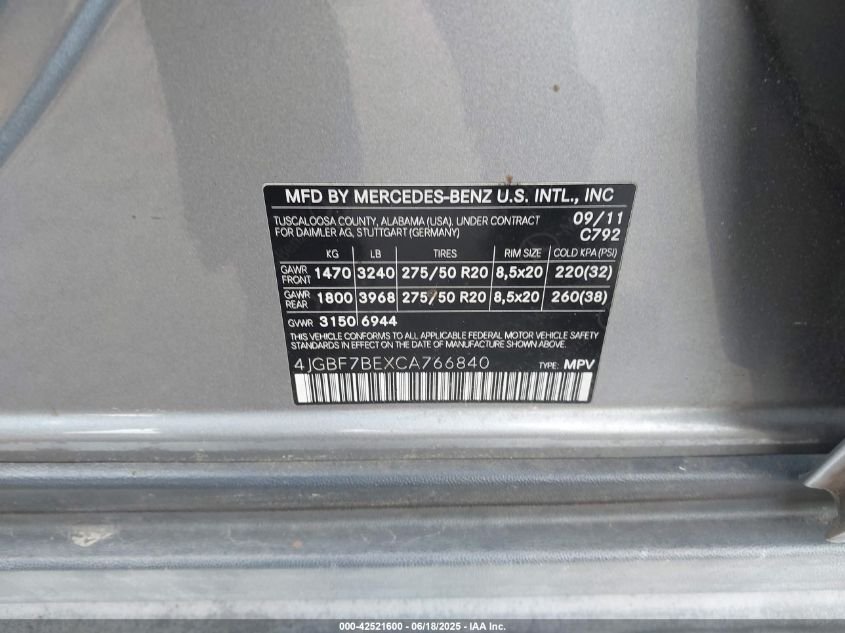 MFD BY MERCEDES-BENZ U.S. INTL., INC
TUSCALOOSA COUNTY, ALABAMA (USA). UNDER CONTRACT 09/11
FOR DAIMLER AG, STUTTGART (GERMANY) C792
KG LB TIRES RIM SIZE COLD KPA (PSI)
GAWR FRONT 1470 3240 275/50 R20 8,5x20 220(32)
GAWR REAR 1800 3968 275/50 R20 8,5x20 260(38)
GVWR 3150 6944
THIS VEHICLE CONFORMS TO ALL APPLICABLE FEDERAL MOTOR VEHICLE SAFETY
STANDARDS IN EFFECT ON THE DATE OF MANUFACTURE SHOWN ABOVE.
4JGBF7BEXCA766840 TYPE: MPV
000-42521600 - 06/18/2025 - IAA Inc.